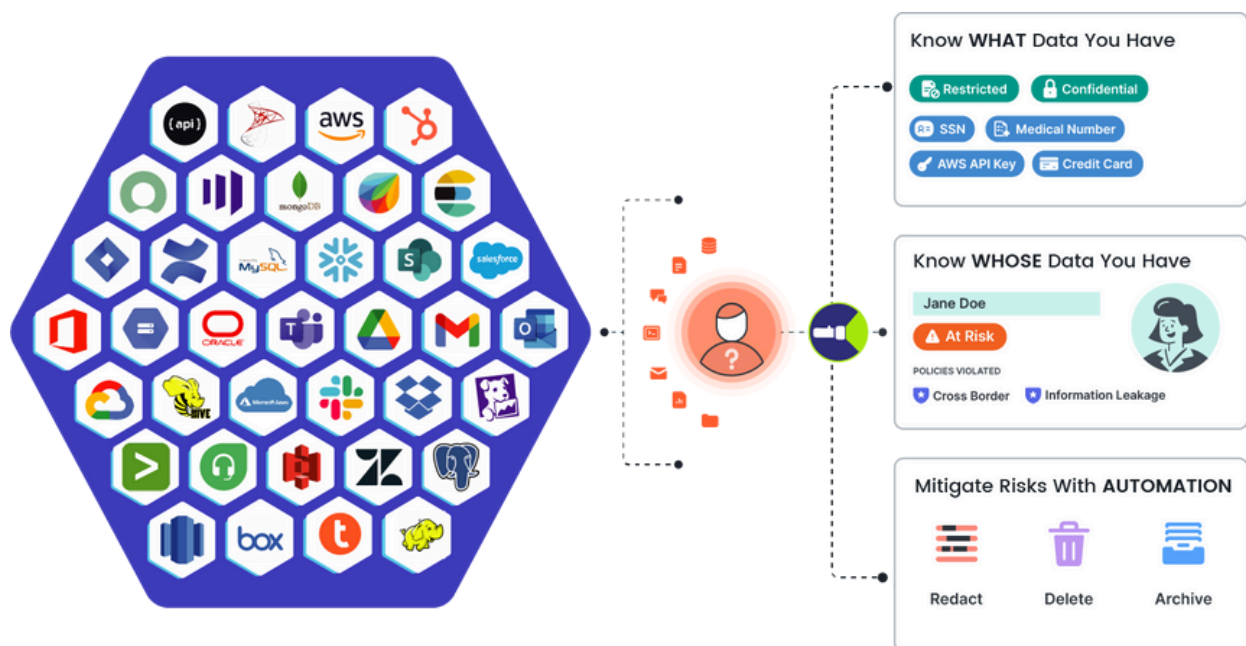 {api}
aws
mongoDB
MySQL
salesforce
S
ORACLE
T
O
HIVE
Microsoft Azure
box
t
?
Know WHAT Data You Have
Restricted
Confidential
SSN
Medical Number
AWS API Key
Credit Card
Know WHOSE Data You Have
Jane Doe
At Risk
POLICIES VIOLATED
Cross Border
Information Leakage
Mitigate Risks With AUTOMATION
Redact
Delete
Archive